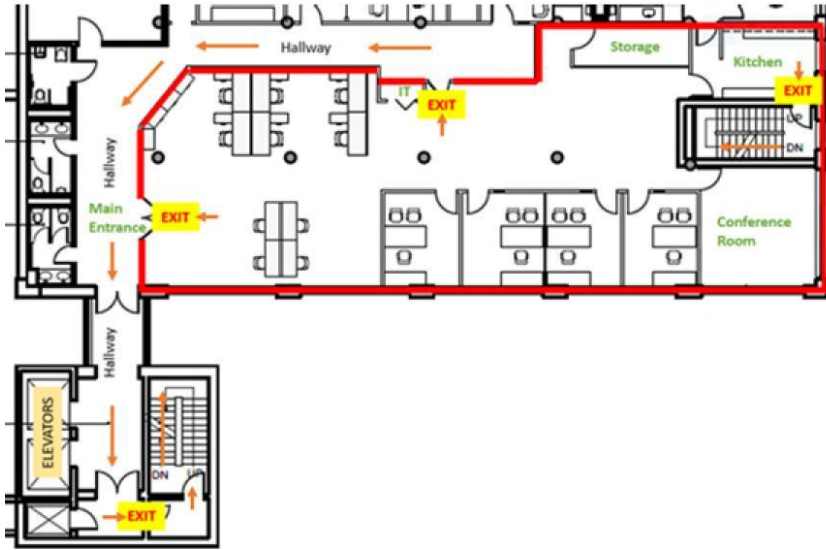 Hallway
Storage
Kitchen
EXIT
IT
EXIT
UP
DN
Hallway
Main
Entrance
EXIT
Conference
Room
Hallway
ELEVATORS
DN
UP
EXIT